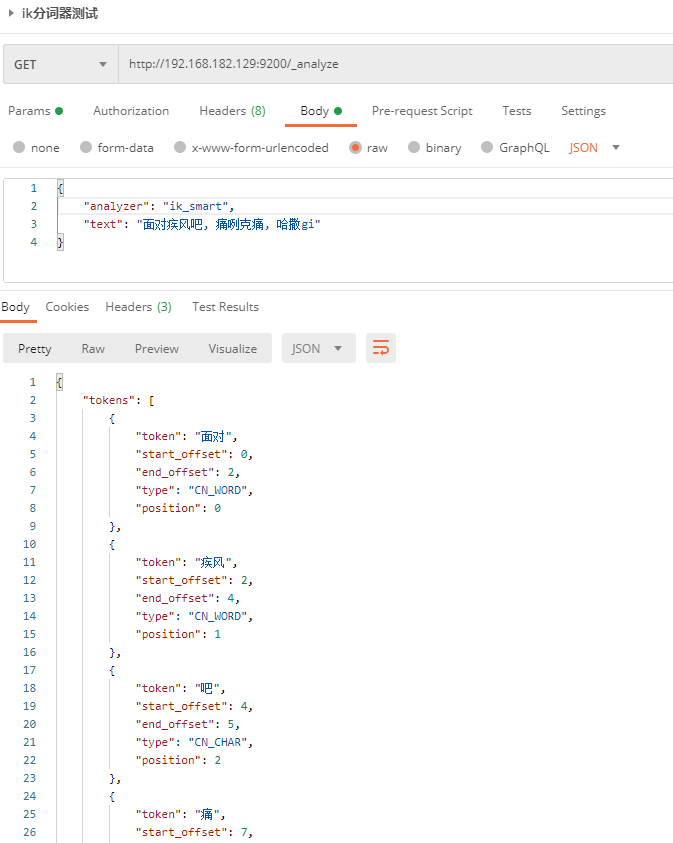 ik分词器测试
GET http://192.168.182.129:9200/_analyze
Params Authorization Headers (8) Body Pre-request Script Tests Settings
none form-data x-www-form-urlencoded raw binary GraphQL JSON
1 {
2 "analyzer": "ik_smart",
3 "text": "面对疾风吧, 痛咧克痛, 哈撒gi"
4 }
Body Cookies Headers (3) Test Results
Pretty Raw Preview Visualize JSON
1 {
2 "tokens": [
3 {
4 "token": "面对",
5 "start_offset": 0,
6 "end_offset": 2,
7 "type": "CN_WORD",
8 "position": 0
9 },
10 {
11 "token": "疾风",
12 "start_offset": 2,
13 "end_offset": 4,
14 "type": "CN_WORD",
15 "position": 1
16 },
17 {
18 "token": "吧",
19 "start_offset": 4,
20 "end_offset": 5,
21 "type": "CN_CHAR",
22 "position": 2
23 },
24 {
25 "token": "痛",
26 "start_offset": 7,